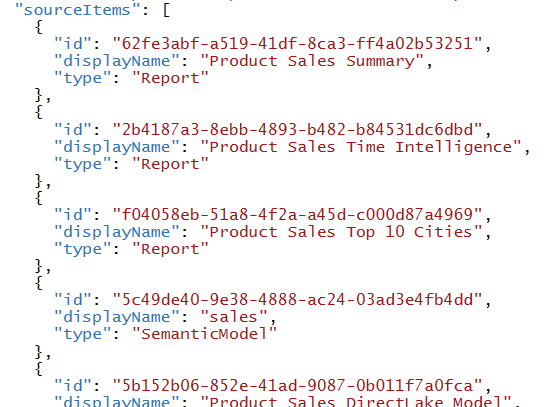 "sourceItems": [
{
"id": "62fe3abf-a519-41df-8ca3-ff4a02b53251",
"displayName": "Product Sales Summary",
"type": "Report"
},
{
"id": "2b4187a3-8ebb-4893-b482-b84531dc6dbd",
"displayName": "Product Sales Time Intelligence",
"type": "Report"
},
{
"id": "f04058eb-51a8-4f2a-a45d-c000d87a4969",
"displayName": "Product Sales Top 10 Cities",
"type": "Report"
},
{
"id": "5c49de40-9e38-4888-ac24-03ad3e4fb4dd",
"displayName": "sales",
"type": "SemanticModel"
},
{
"id": "5b152b06-852e-41ad-9087-0b011f7a0fca",
"displayName": "Product Sales DirectLake Model",